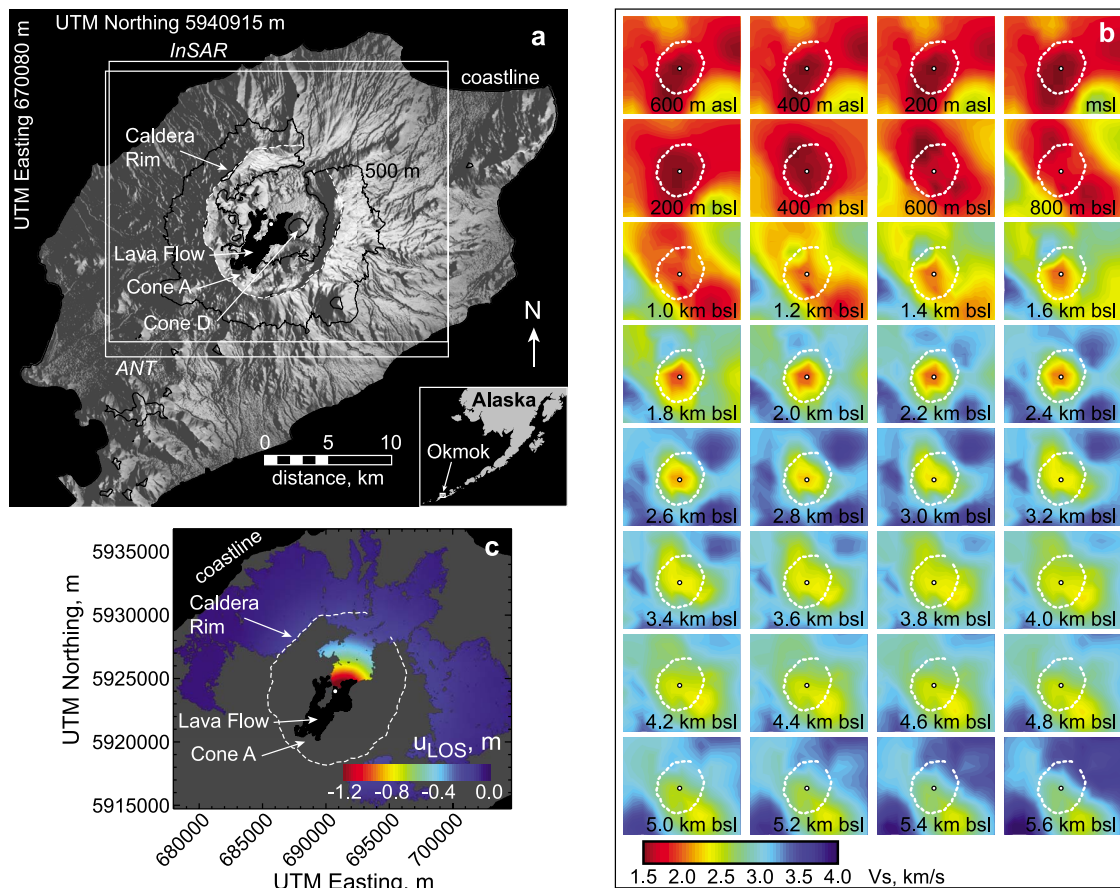 UTM Northing 5940915 m
a
InSAR
UTM Easting 670080 m
coastline
Caldera
Rim
500 m
Lava Flow
Cone A
Cone D
N
ANT
Alaska
Okmok
0 5 10
distance, km
b
600 m asl 400 m asl 200 m asl msl
200 m bsl 400 m bsl 600 m bsl 800 m bsl
1.0 km bsl 1.2 km bsl 1.4 km bsl 1.6 km bsl
1.8 km bsl 2.0 km bsl 2.2 km bsl 2.4 km bsl
2.6 km bsl 2.8 km bsl 3.0 km bsl 3.2 km bsl
3.4 km bsl 3.6 km bsl 3.8 km bsl 4.0 km bsl
4.2 km bsl 4.4 km bsl 4.6 km bsl 4.8 km bsl
5.0 km bsl 5.2 km bsl 5.4 km bsl 5.6 km bsl
1.5 2.0 2.5 3.0 3.5 4.0 Vs, km/s
c
coastline
Caldera
Rim
Lava Flow
Cone A
uLOS, m
-1.2 -0.8 -0.4 0.0
UTM Northing, m
5935000
5930000
5925000
5920000
5915000
6800000 6850000 6900000 6950000 7000000
UTM Easting, m